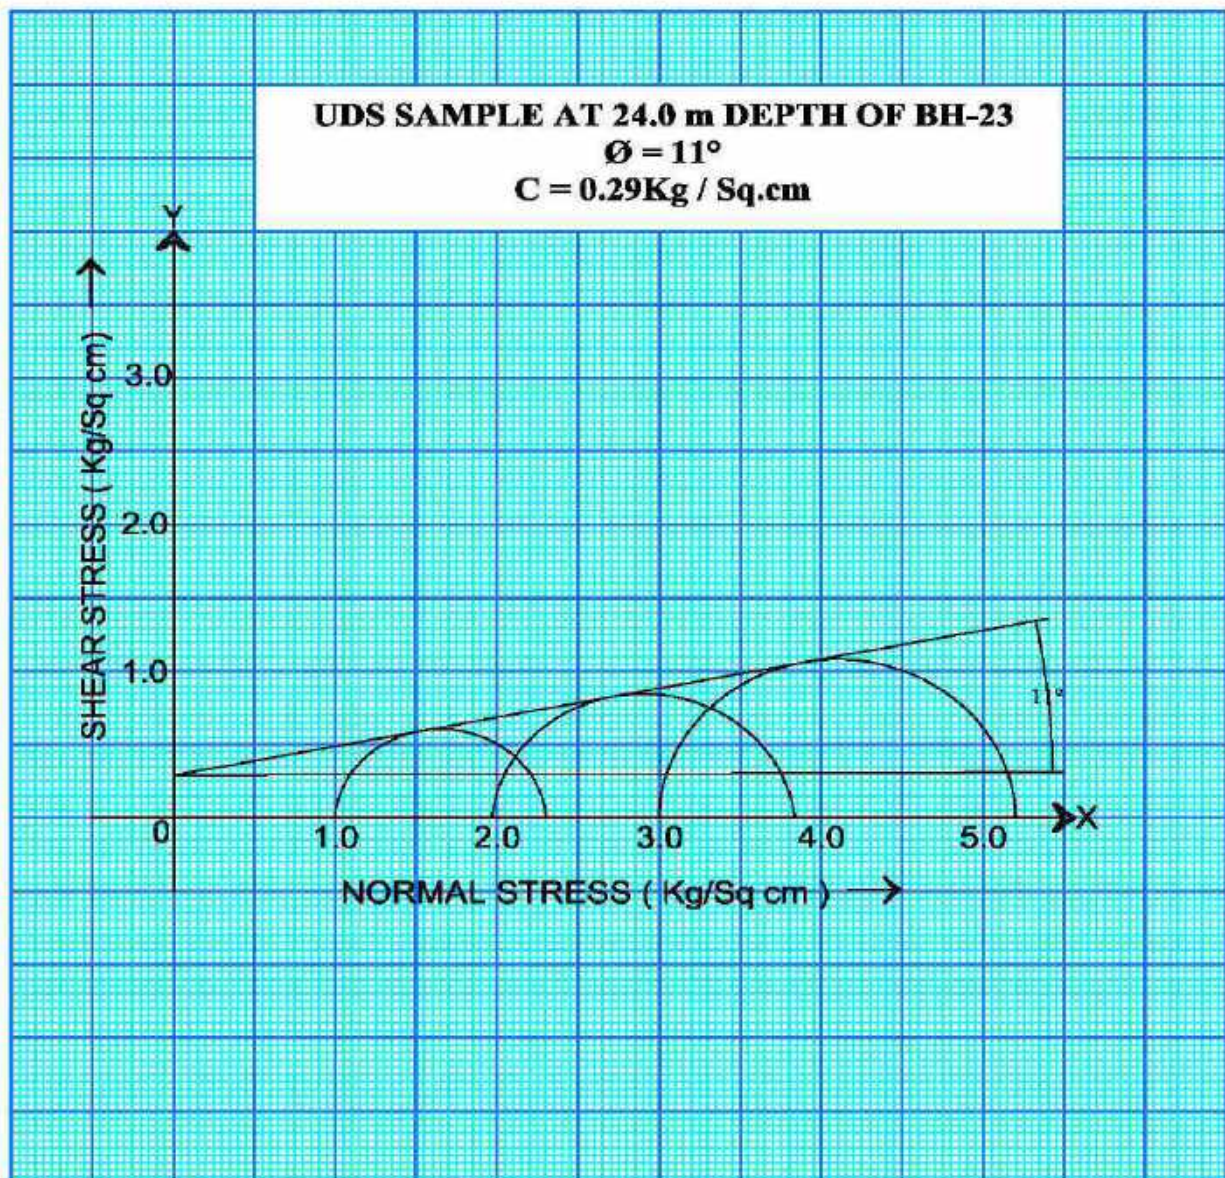 UDS SAMPLE AT 24.0 m DEPTH OF BH-23
Ø = 11°
C = 0.29Kg / Sq.cm
Y
SHEAR STRESS ( Kg/Sq cm)
3.0
2.0
1.0
11°
0
1.0
2.0
3.0
4.0
5.0
X
NORMAL STRESS ( Kg/Sq cm )